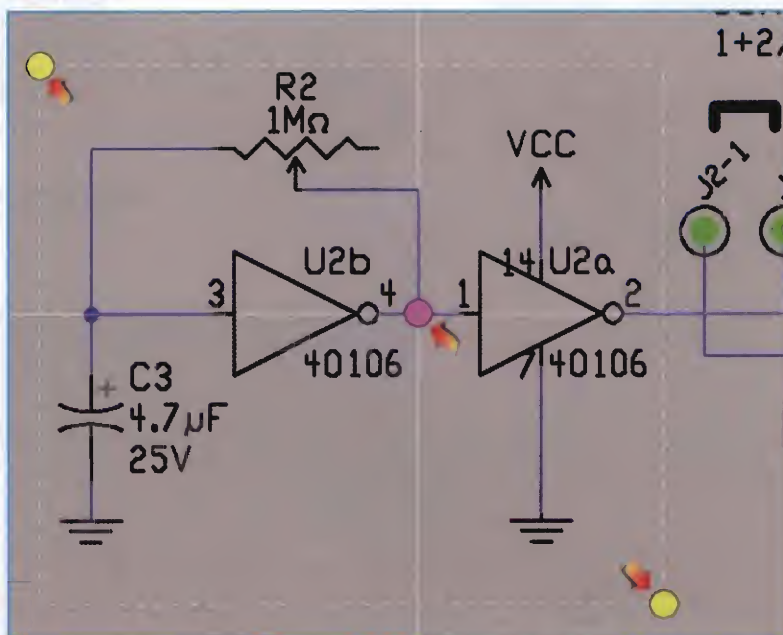 1+2
R2
1MΩ
VCC
J2-1
U2b
14 U2a
3
4
1
2
40106
7 40106
C3
+
4.7µF
25V